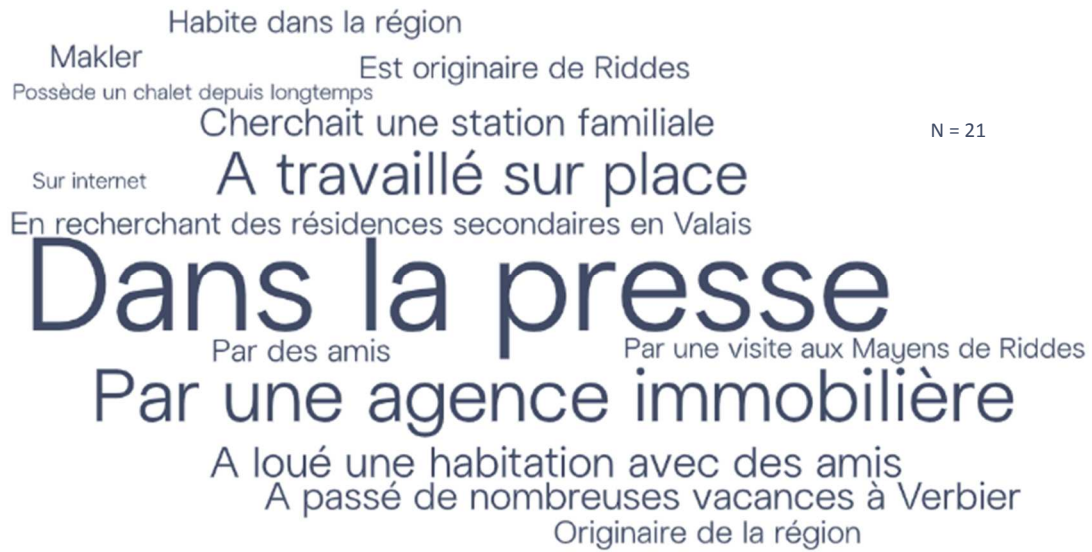 Habite dans la région
Makler
Est originaire de Riddes
Possède un chalet depuis longtemps
Cherchait une station familiale
N = 21
A travaillé sur place
Sur internet
En recherchant des résidences secondaires en Valais
Dans la presse
Par des amis
Par une visite aux Mayens de Riddes
Par une agence immobilière
A loué une habitation avec des amis
A passé de nombreuses vacances à Verbier
Originaire de la région